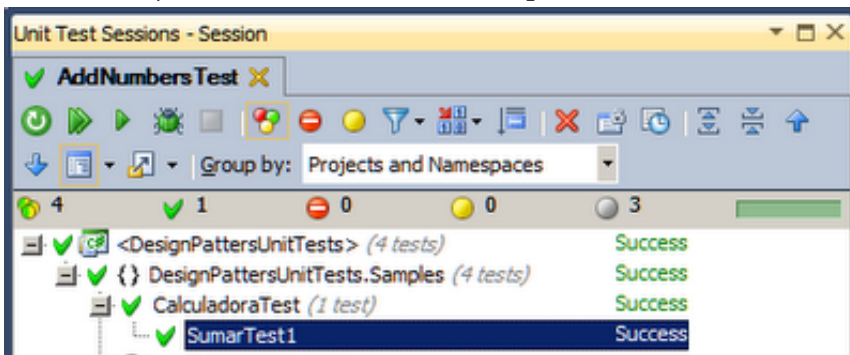 Unit Test Sessions - Session
AddNumbersTest
Group by: Projects and Namespaces
4 1 0 0 3
<DesignPattersUnitTests> (4 tests) Success
{} DesignPattersUnitTests.Samples (4 tests) Success
CalculadoraTest (1 test) Success
SumarTest1 Success